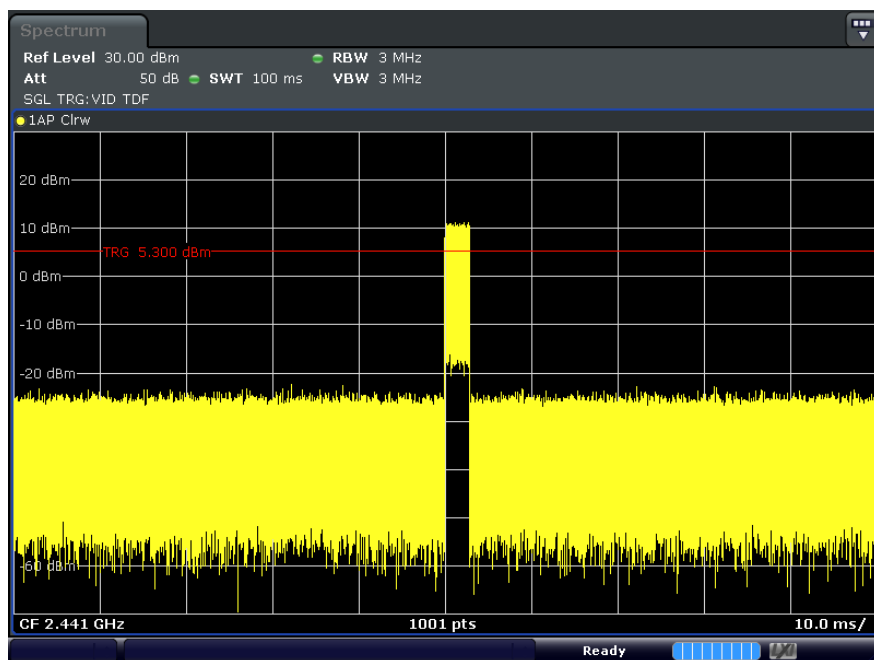 Spectrum
Ref Level 30.00 dBm RBW 3 MHz
Att 50 dB SWT 100 ms VBW 3 MHz
SGL TRG:VID TDF
1AP Clrw
20 dBm
10 dBm
TRG 5.300 dBm
0 dBm
-10 dBm
-20 dBm
-60 dBm
CF 2.441 GHz 1001 pts 10.0 ms/
Ready LXI